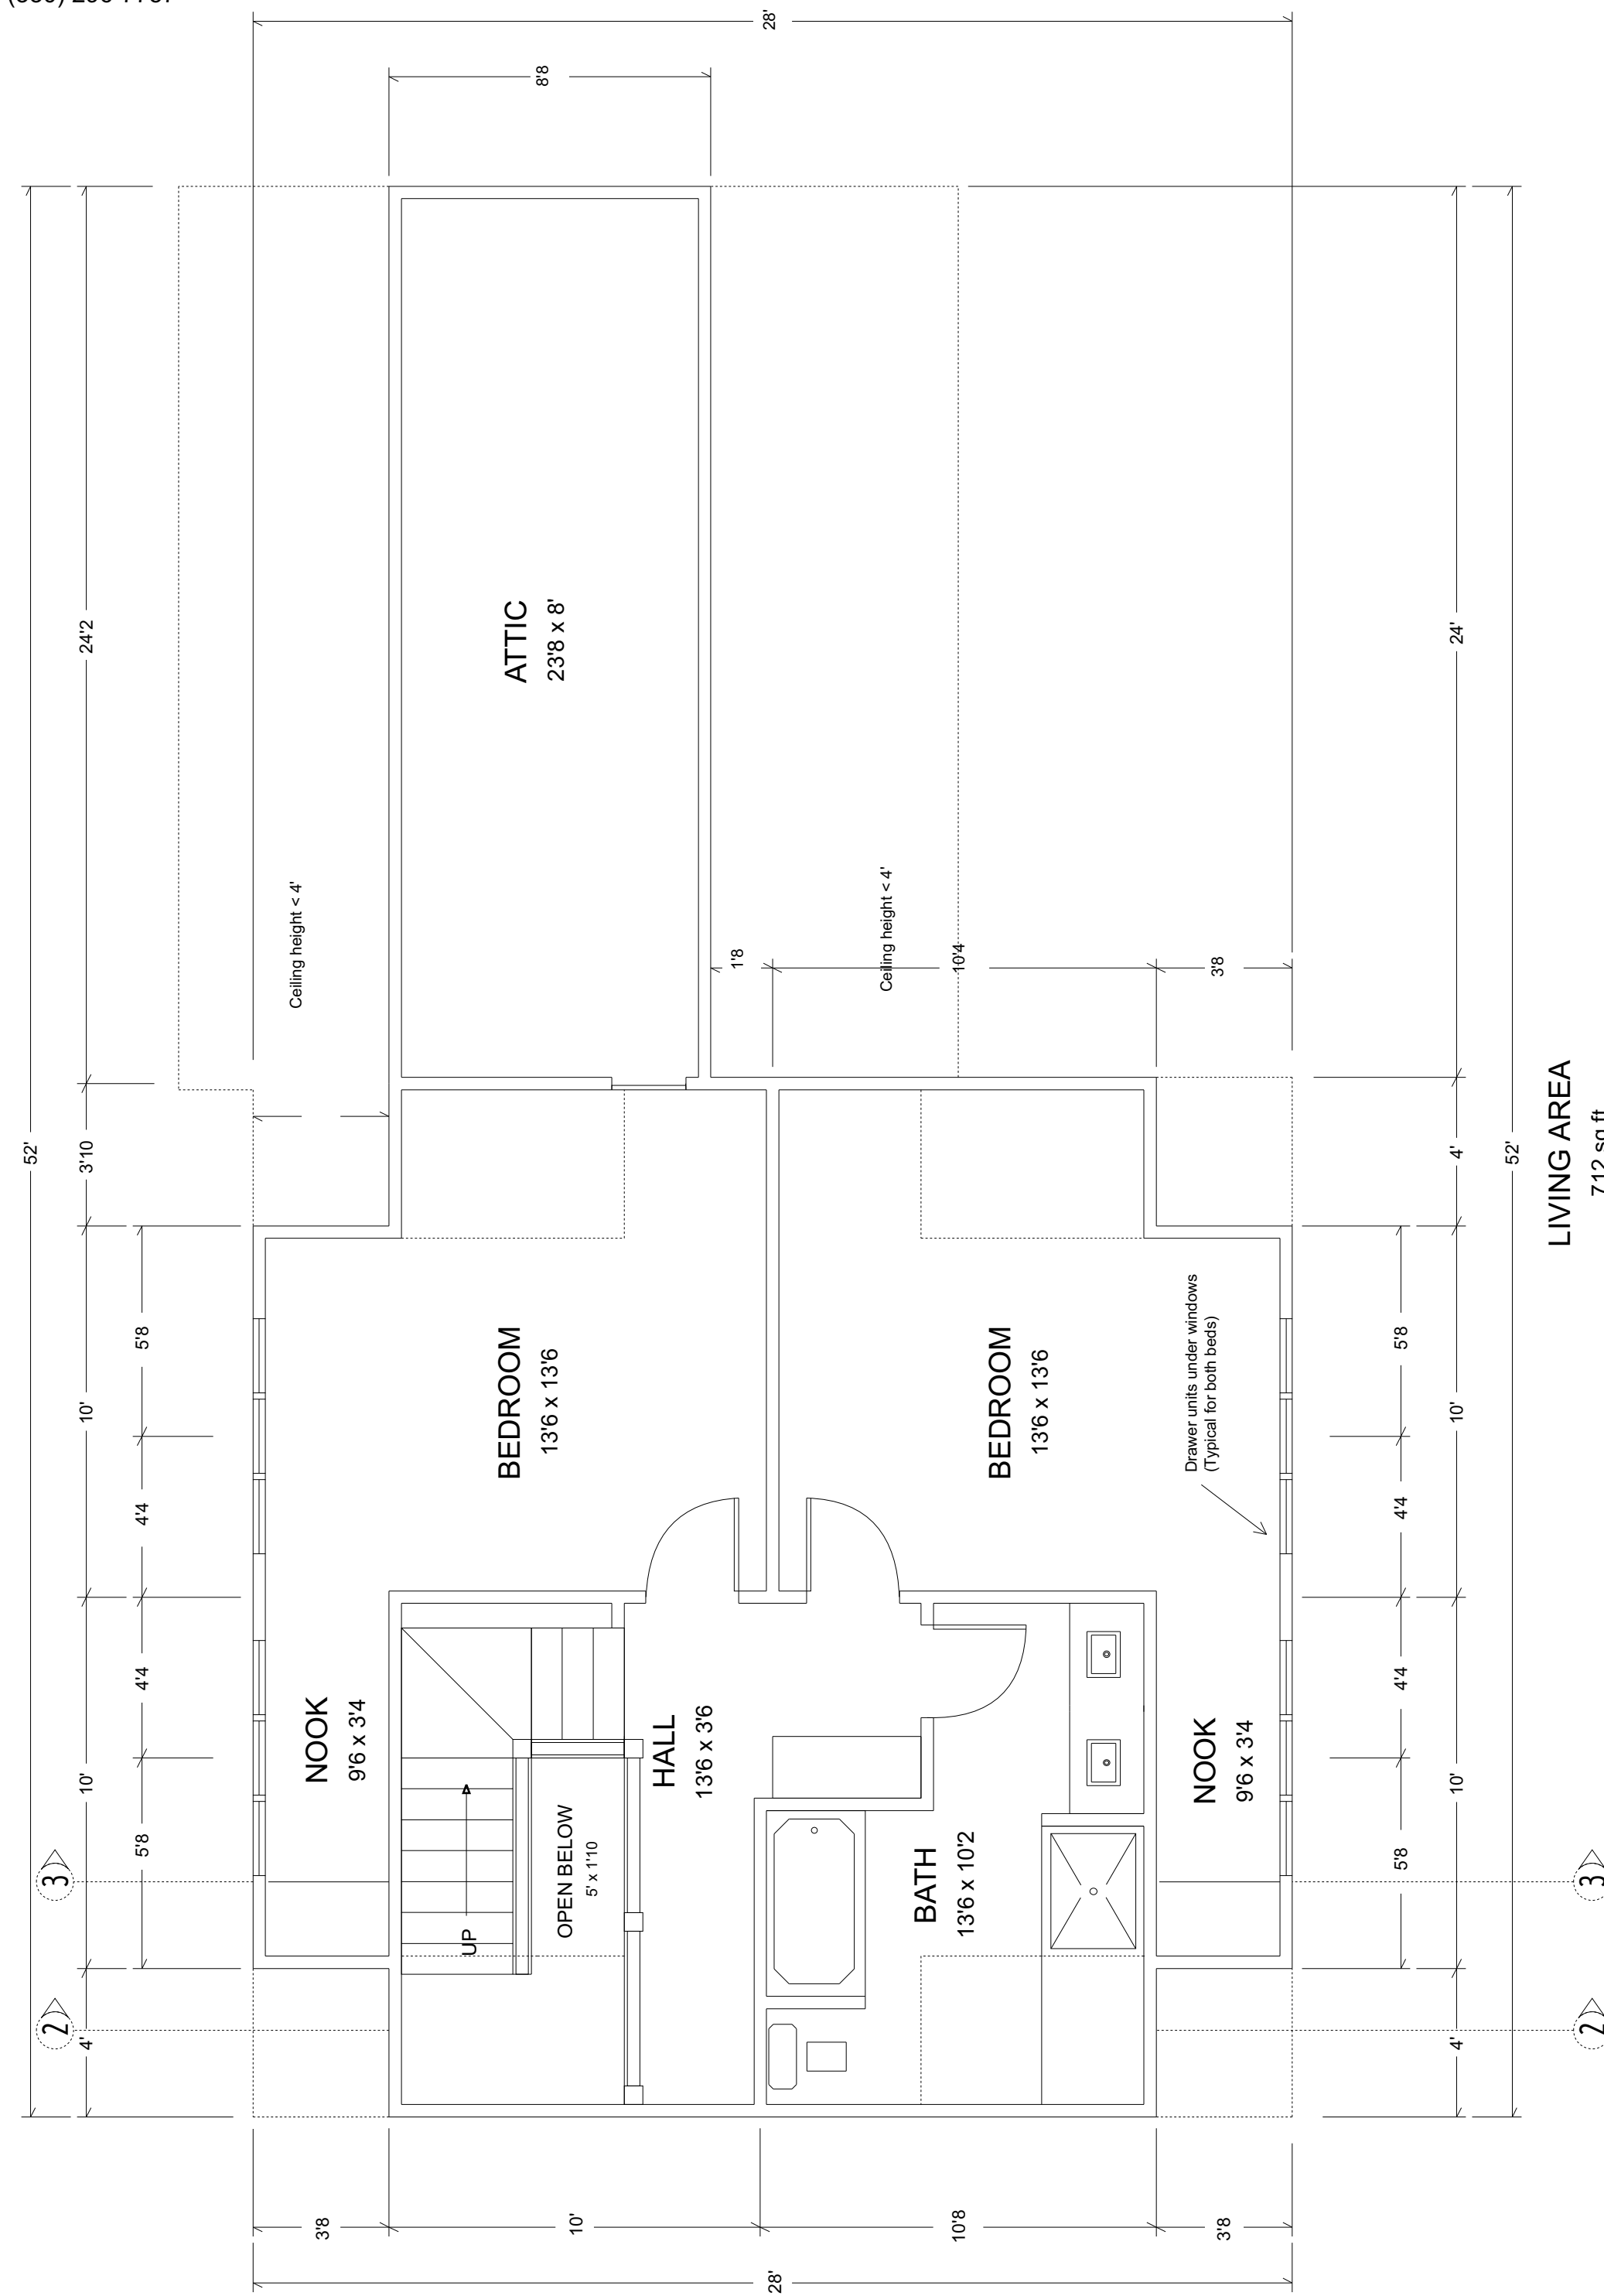 28'
8'8
52'
24'2
3'10
10'
10'
4'
5'8
4'4
4'4
5'8
Ceiling height < 4'
ATTIC
23'8 x 8'
Ceiling height < 4'
1'8
10'4
3'8
24'
4'
10'
10'
4'
52'
5'8
4'4
4'4
5'8
BEDROOM
13'6 x 13'6
BEDROOM
13'6 x 13'6
Drawer units under windows
(Typical for both beds)
NOOK
9'6 x 3'4
HALL
13'6 x 3'6
NOOK
9'6 x 3'4
UP
OPEN BELOW
5' x 1'10
BATH
13'6 x 10'2
3
2
3
2
3'8
10'
10'8
3'8
28'
LIVING AREA
712 sq ft